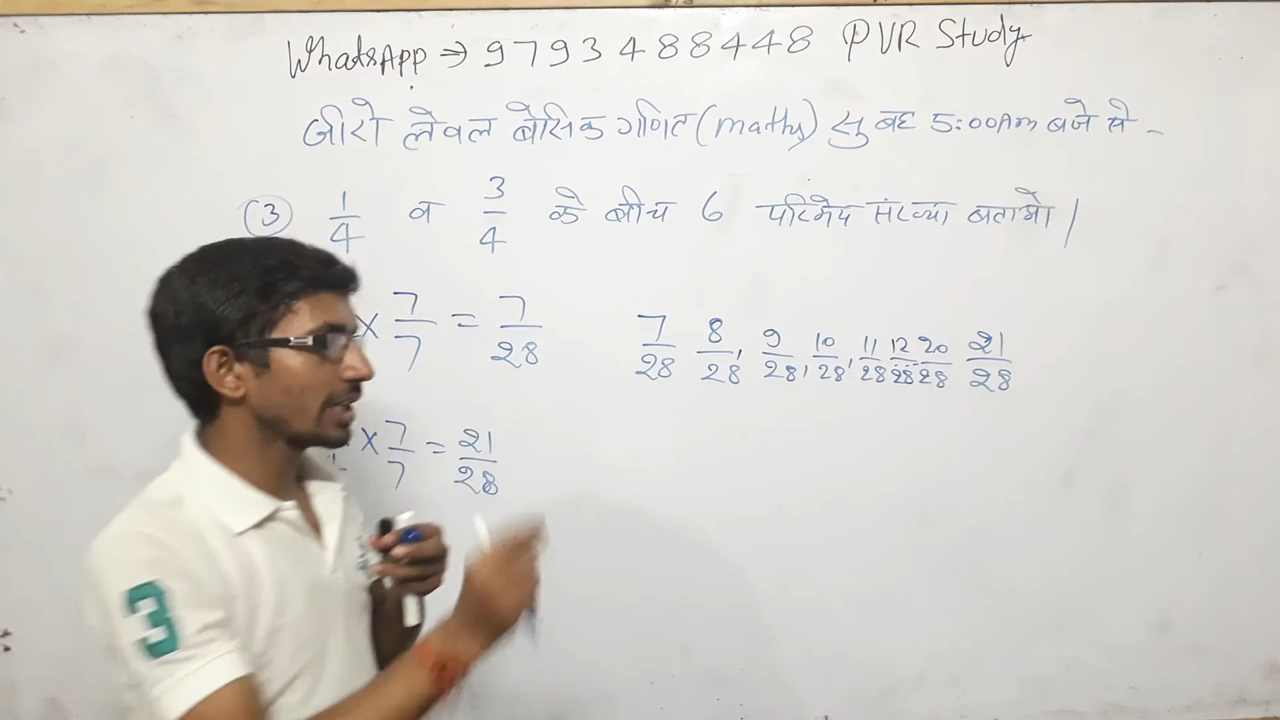 WhatsApp → 9793488448 PVR Study
जीरो लेवल बेसिक गणित (maths) सुबह 5:00Am बजे से -
(3) 1/4 व 3/4 के बीच 6 परिमेय संख्या बताओ |
× 7/7 = 7/28
7/28 8/28, 9/28, 10/28, 11/28 12/28 ... 20/28 21/28
× 7/7 = 21/28
3